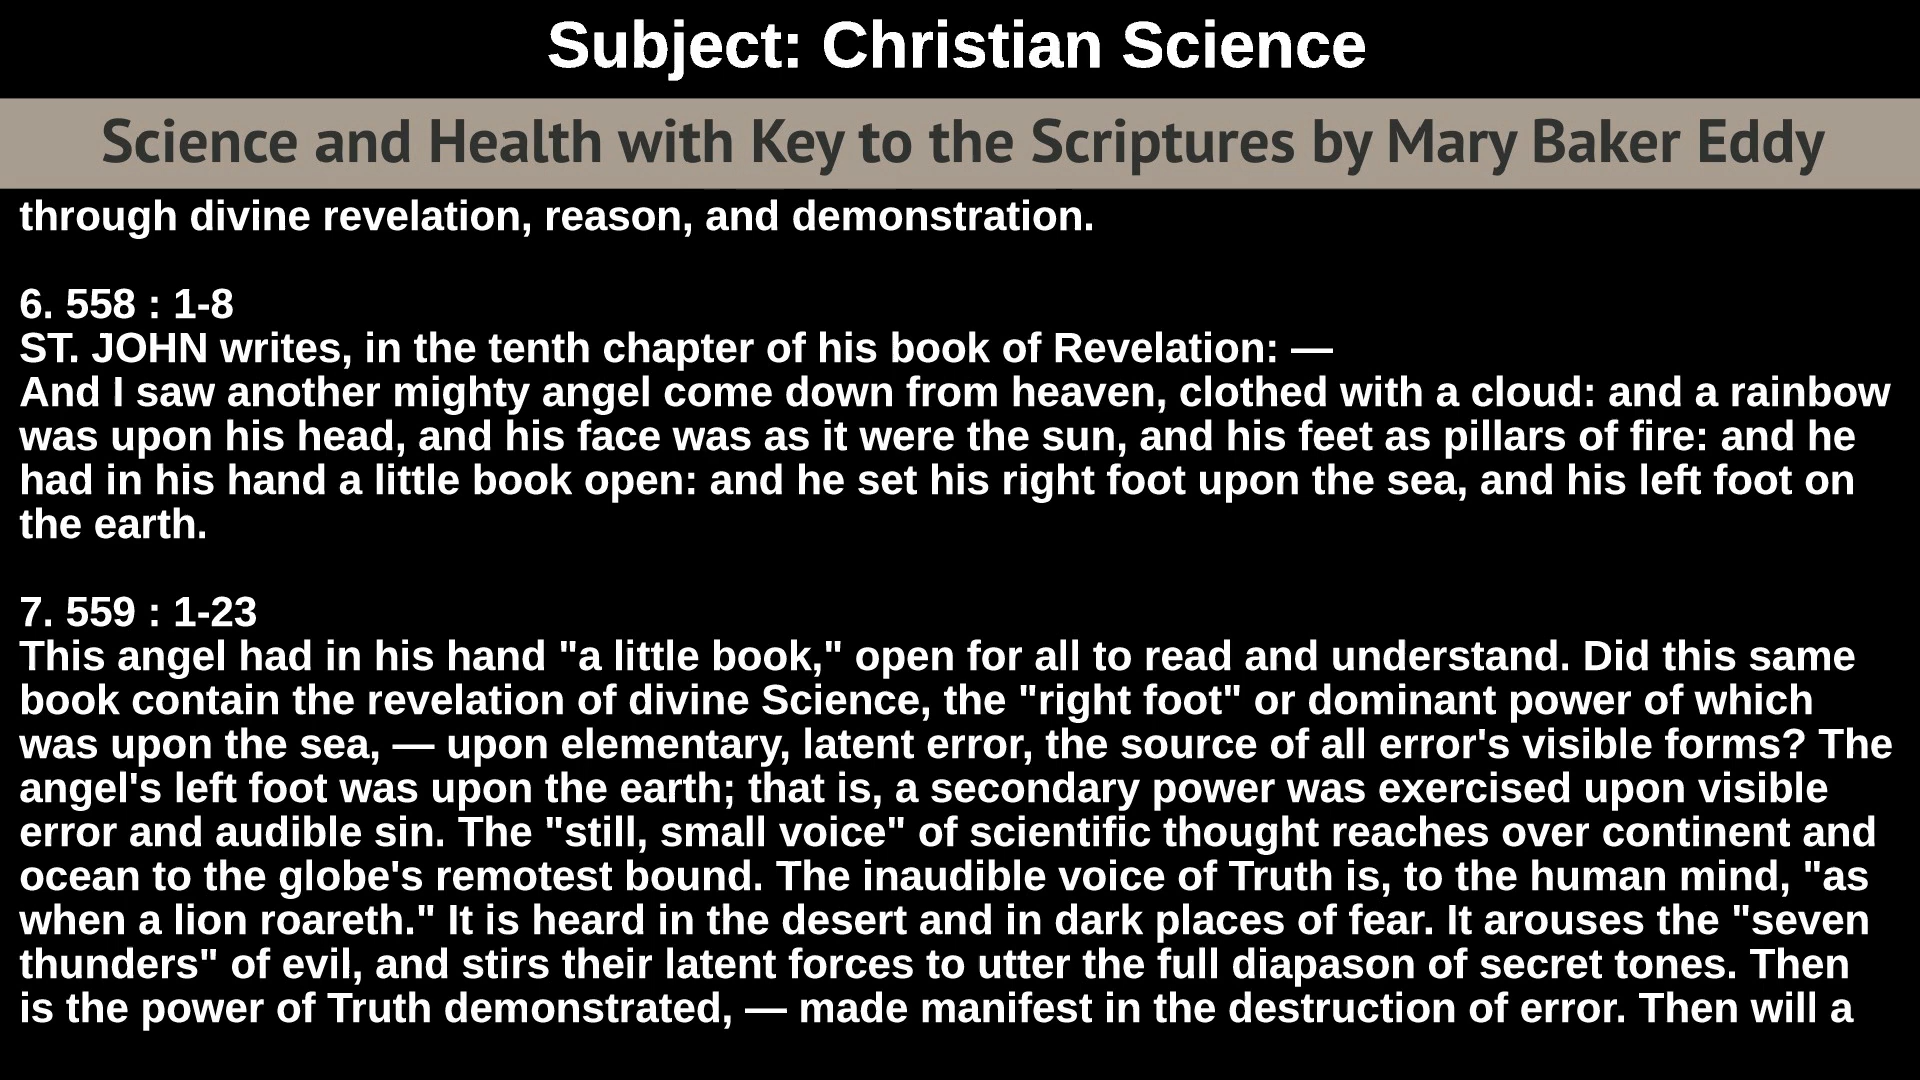 Subject: Christian Science
Science and Health with Key to the Scriptures by Mary Baker Eddy
through divine revelation, reason, and demonstration.
6. 558 : 1-8
ST. JOHN writes, in the tenth chapter of his book of Revelation: —
And I saw another mighty angel come down from heaven, clothed with a cloud: and a rainbow
was upon his head, and his face was as it were the sun, and his feet as pillars of fire: and he
had in his hand a little book open: and he set his right foot upon the sea, and his left foot on
the earth.
7. 559 : 1-23
This angel had in his hand "a little book," open for all to read and understand. Did this same
book contain the revelation of divine Science, the "right foot" or dominant power of which
was upon the sea, — upon elementary, latent error, the source of all error's visible forms? The
angel's left foot was upon the earth; that is, a secondary power was exercised upon visible
error and audible sin. The "still, small voice" of scientific thought reaches over continent and
ocean to the globe's remotest bound. The inaudible voice of Truth is, to the human mind, "as
when a lion roareth." It is heard in the desert and in dark places of fear. It arouses the "seven
thunders" of evil, and stirs their latent forces to utter the full diapason of secret tones. Then
is the power of Truth demonstrated, — made manifest in the destruction of error. Then will a